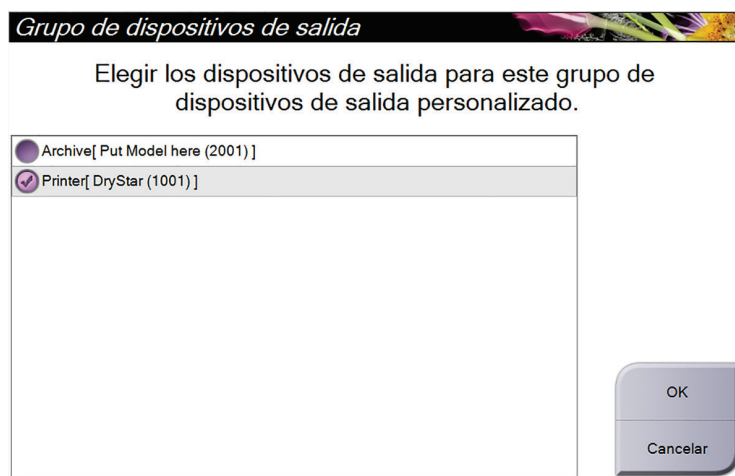 Grupo de dispositivos de salida
Elegir los dispositivos de salida para este grupo de
dispositivos de salida personalizado.
Archive[ Put Model here (2001) ]
Printer[ DryStar (1001) ]
OK
Cancelar